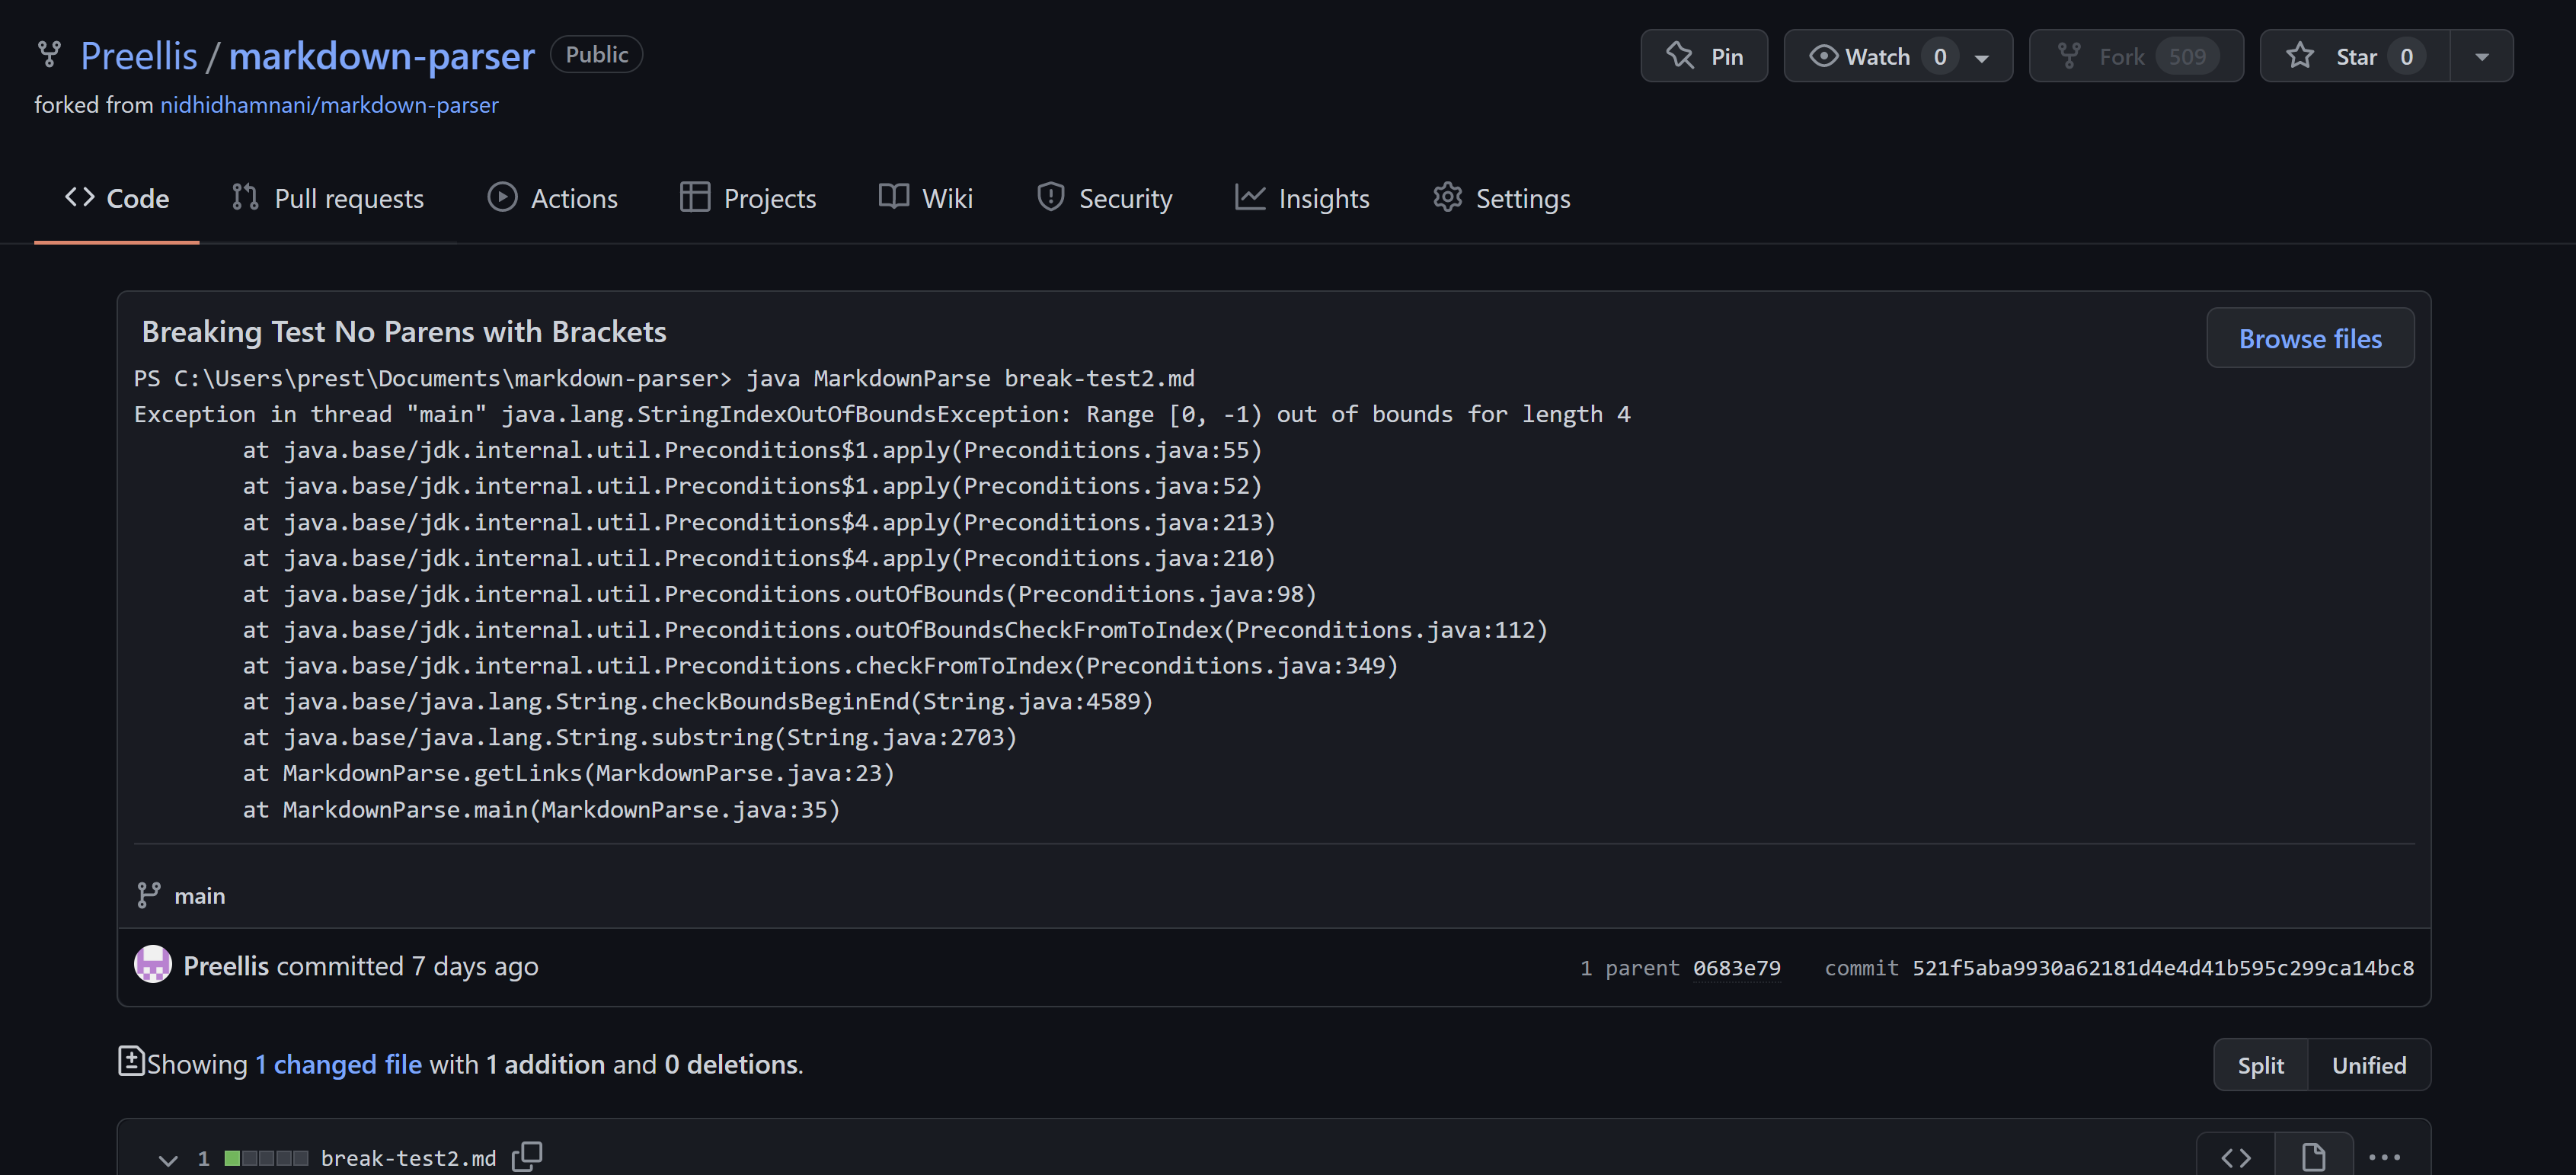 Preellis / markdown-parser Public
Pin Watch 0 Fork 509 Star 0
forked from nidhidhamnani/markdown-parser
Code Pull requests Actions Projects Wiki Security Insights Settings
Breaking Test No Parens with Brackets
Browse files
PS C:\Users\prest\Documents\markdown-parser> java MarkdownParse break-test2.md
Exception in thread "main" java.lang.StringIndexOutOfBoundsException: Range [0, -1) out of bounds for length 4
at java.base/jdk.internal.util.Preconditions$1.apply(Preconditions.java:55)
at java.base/jdk.internal.util.Preconditions$1.apply(Preconditions.java:52)
at java.base/jdk.internal.util.Preconditions$4.apply(Preconditions.java:213)
at java.base/jdk.internal.util.Preconditions$4.apply(Preconditions.java:210)
at java.base/jdk.internal.util.Preconditions.outOfBounds(Preconditions.java:98)
at java.base/jdk.internal.util.Preconditions.outOfBoundsCheckFromToIndex(Preconditions.java:112)
at java.base/jdk.internal.util.Preconditions.checkFromToIndex(Preconditions.java:349)
at java.base/java.lang.String.checkBoundsBeginEnd(String.java:4589)
at java.base/java.lang.String.substring(String.java:2703)
at MarkdownParse.getLinks(MarkdownParse.java:23)
at MarkdownParse.main(MarkdownParse.java:35)
main
Preellis committed 7 days ago
1 parent 0683e79 commit 521f5aba9930a62181d4e4d41b595c299ca14bc8
Showing 1 changed file with 1 addition and 0 deletions.
Split Unified
1 break-test2.md